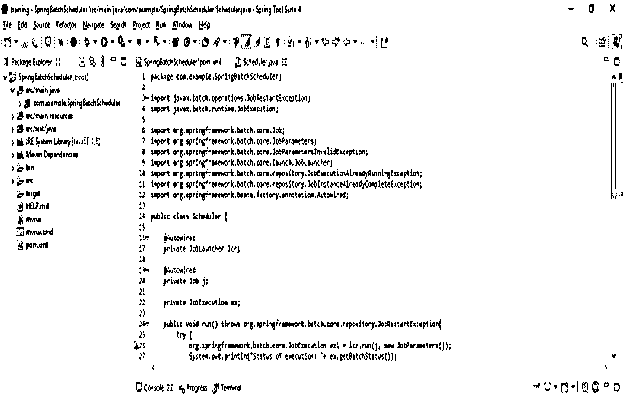 training - SpringBatchScheduler/src/main/java/com/example/SpringBatchScheduler/Scheduler.java - Spring Tool Suite 4
File Edit Source Refactor Navigate Search Project Run Window Help
Package Explorer
SpringBatchScheduler/pom.xml
Scheduler.java
SpringBatchScheduler [boot]
src/main/java
com.example.SpringBatchScheduler
src/main/resources
src/test/java
JRE System Library
Maven Dependencies
bin
src
target
HELP.md
mvnw
mvnw.cmd
pom.xml
1 package com.example.SpringBatchScheduler;
2
3 import javax.batch.operations.JobRestartException;
4 import javax.batch.runtime.JobExecution;
5
6 import org.springframework.batch.core.Job;
7 import org.springframework.batch.core.JobParameters;
8 import org.springframework.batch.core.JobParametersInvalidException;
9 import org.springframework.batch.core.launch.JobLauncher;
10 import org.springframework.batch.core.repository.JobExecutionAlreadyRunningException;
11 import org.springframework.batch.core.repository.JobInstanceAlreadyCompleteException;
12 import org.springframework.beans.factory.annotation.Autowired;
13
14 public class Scheduler {
15
16 @Autowired
17 private JobLauncher lcr;
18
19 @Autowired
20 private Job j;
21
22 private JobExecution ex;
23
24 public void run() throws org.springframework.batch.core.repository.JobRestartException{
25 try {
26 org.springframework.batch.core.JobExecution ex1 = lcr.run(j, new JobParameters());
27 System.out.println("Status of execution: "+ ex.getBatchStatus());
Console Progress Terminal